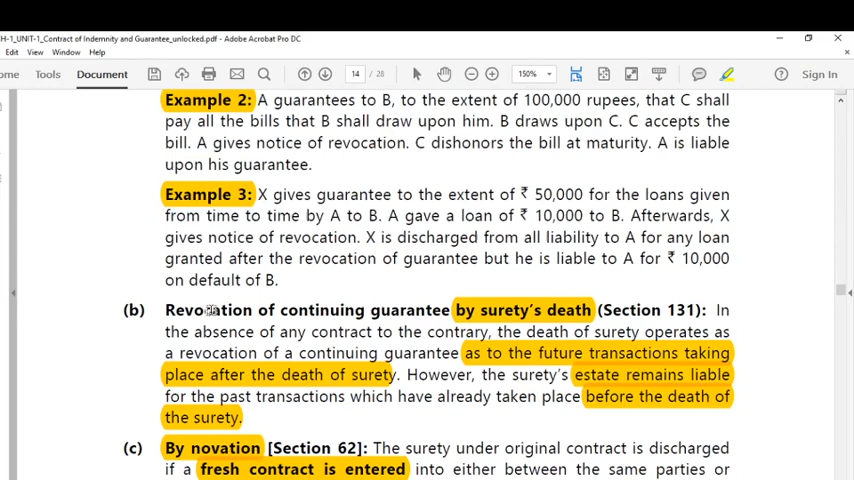 H-1_UNIT-1_Contract of Indemnity and Guarantee_unlocked.pdf - Adobe Acrobat Pro DC
Edit View Window Help
ome Tools Document 14 / 28 150% Sign In
Example 2: A guarantees to B, to the extent of 100,000 rupees, that C shall
pay all the bills that B shall draw upon him. B draws upon C. C accepts the
bill. A gives notice of revocation. C dishonors the bill at maturity. A is liable
upon his guarantee.
Example 3: X gives guarantee to the extent of ₹ 50,000 for the loans given
from time to time by A to B. A gave a loan of ₹ 10,000 to B. Afterwards, X
gives notice of revocation. X is discharged from all liability to A for any loan
granted after the revocation of guarantee but he is liable to A for ₹ 10,000
on default of B.
(b) Revocation of continuing guarantee by surety's death (Section 131): In
the absence of any contract to the contrary, the death of surety operates as
a revocation of a continuing guarantee as to the future transactions taking
place after the death of surety. However, the surety's estate remains liable
for the past transactions which have already taken place before the death of
the surety.
(c) By novation [Section 62]: The surety under original contract is discharged
if a fresh contract is entered into either between the same parties or